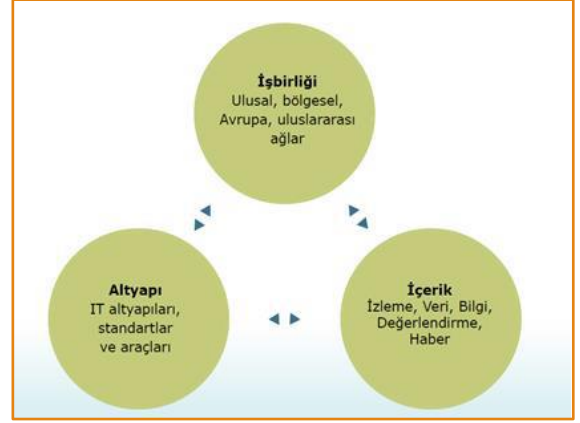 İşbirliği
Ulusal, bölgesel,
Avrupa, uluslararası
ağlar
Altyapı
IT altyapıları,
standartlar
ve araçları
İçerik
İzleme, Veri, Bilgi,
Değerlendirme,
Haber